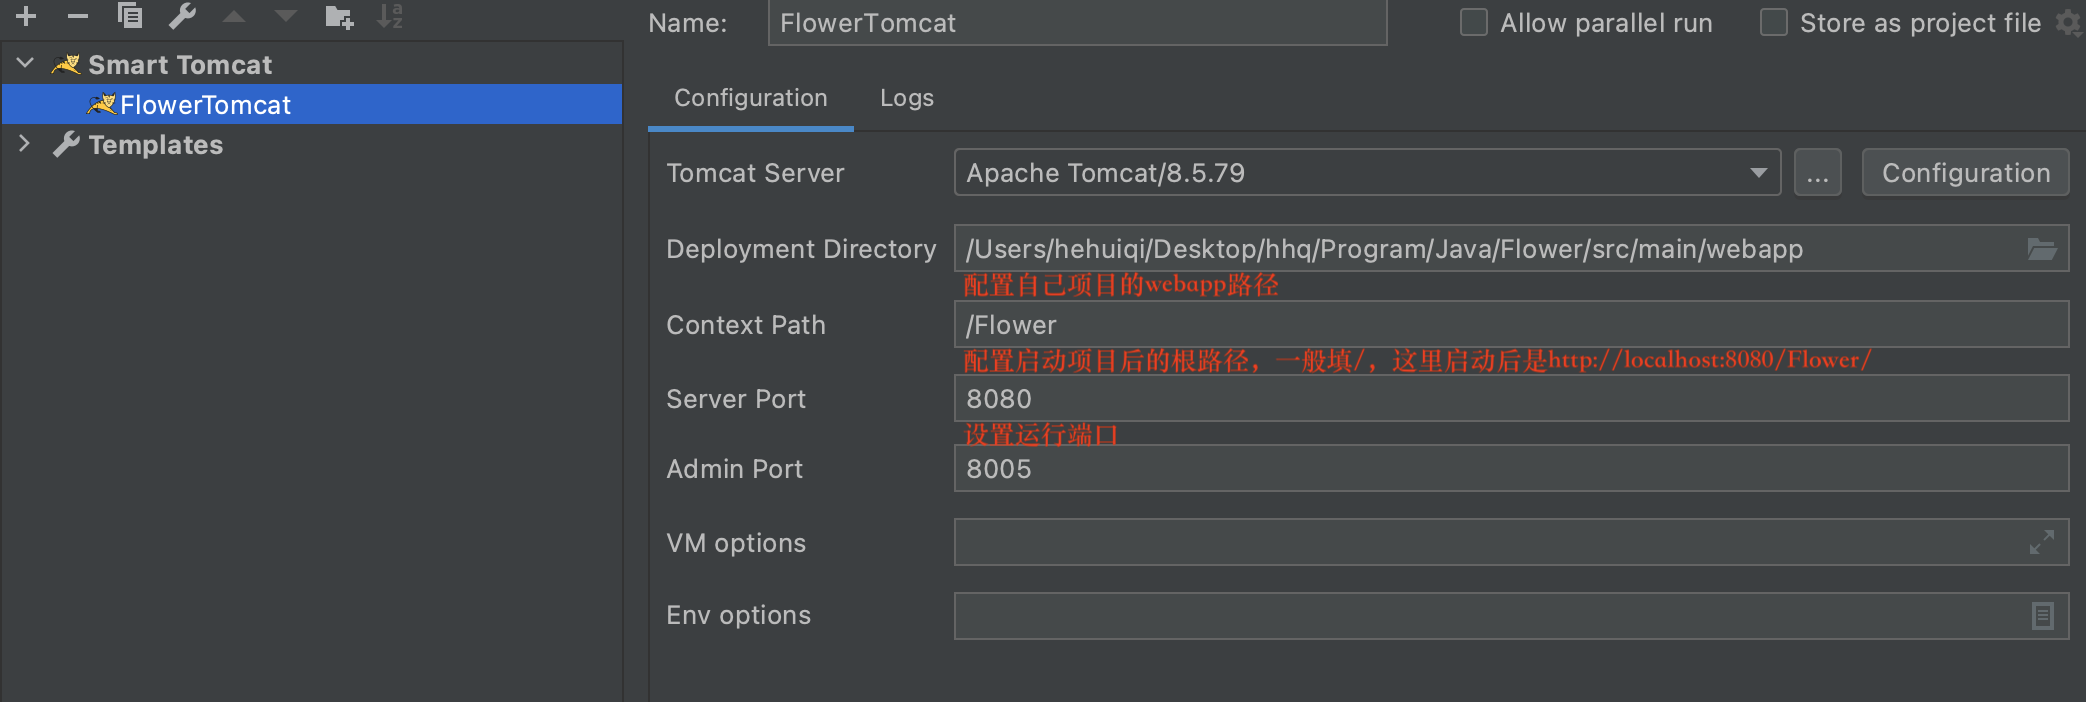 Name: FlowerTomcat Allow parallel run Store as project file
Smart Tomcat
FlowerTomcat
Templates
Configuration Logs
Tomcat Server Apache Tomcat/8.5.79 ... Configuration
Deployment Directory /Users/hehuiqi/Desktop/hhq/Program/Java/Flower/src/main/webapp
配置自己项目的webapp路径
Context Path /Flower
配置启动项目后的根路径，一般填/，这里启动后是http://localhost:8080/Flower/
Server Port 8080
设置运行端口
Admin Port 8005
VM options
Env options